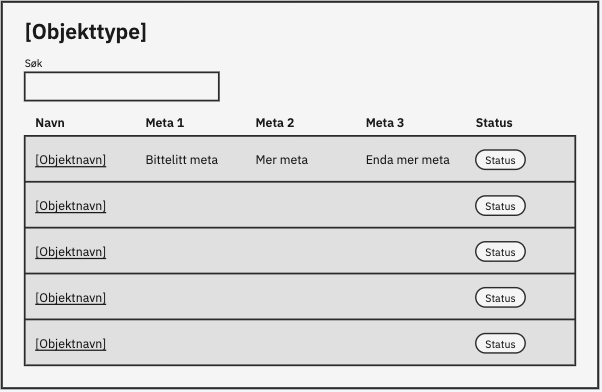 [Objekttype]
Søk
Navn Meta 1 Meta 2 Meta 3 Status
[Objektnavn] Bittelitt meta Mer meta Enda mer meta Status
[Objektnavn] Status
[Objektnavn] Status
[Objektnavn] Status
[Objektnavn] Status